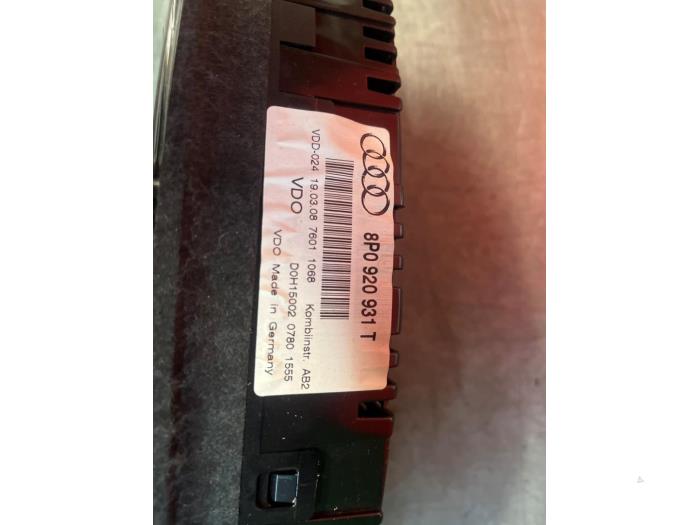 8P0 920 931 T
VDD-024 19.03.08 7601 1068 Kombiinstr. AB2
VDO D0H15002 0780 1555
VDO Made in Germany